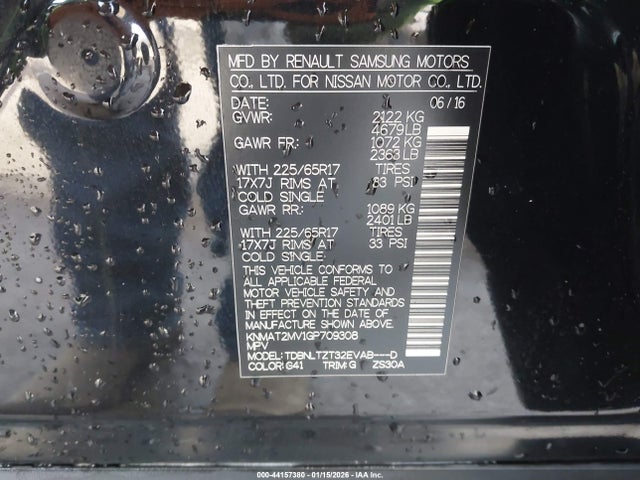 MFD BY RENAULT SAMSUNG MOTORS
CO., LTD. FOR NISSAN MOTOR CO., LTD.
DATE: 06/16
GVWR: 2122 KG
4679 LB
GAWR FR: 1072 KG
2363 LB
WITH 225/65R17 TIRES
17X7J RIMS AT 33 PSI
COLD SINGLE
GAWR RR: 1089 KG
2401 LB
WITH 225/65R17 TIRES
17X7J RIMS AT 33 PSI
COLD SINGLE
THIS VEHICLE CONFORMS TO
ALL APPLICABLE FEDERAL
MOTOR VEHICLE SAFETY AND
THEFT PREVENTION STANDARDS
IN EFFECT ON THE DATE OF
MANUFACTURE SHOWN ABOVE
KNMAT2MV1GP709308
MPV
MODEL: TDBNLTZT32EVAB----D
COLOR: G41 TRIM: G ZS30A
000-44157380 - 01/15/2026 - IAA Inc.